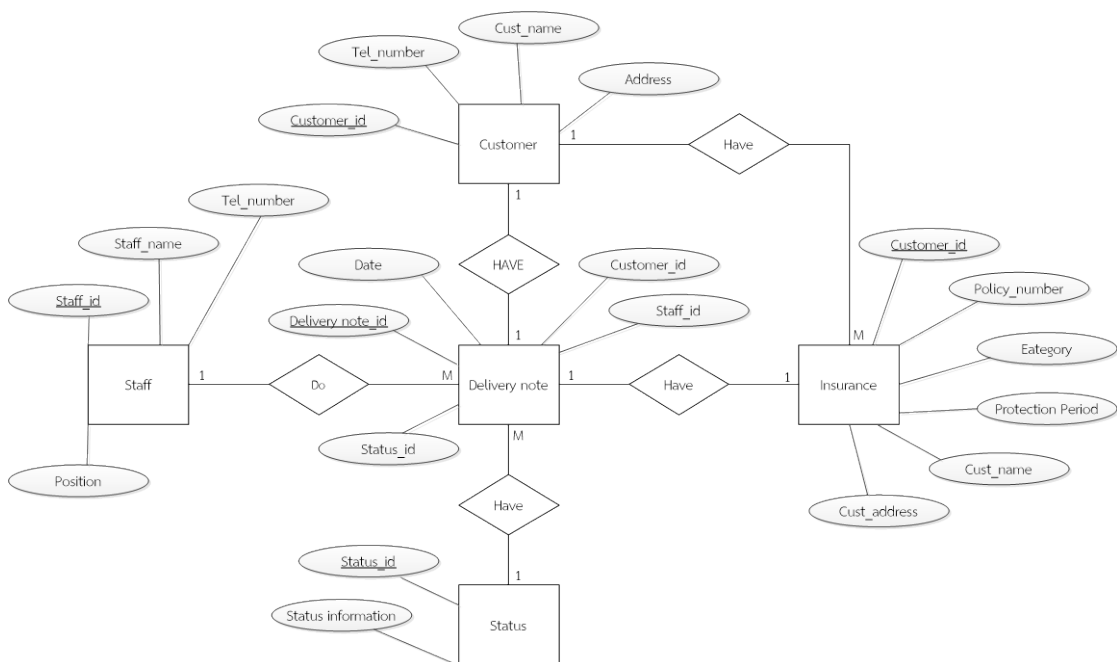 Cust_name
Tel_number
Address
Customer_id
Customer
1
Have
1
Tel_number
Staff_name
Date
HAVE
Customer_id
Customer_id
Staff_id
Delivery note_id
Staff_id
Policy_number
1
M
Staff
1
Do
M
Delivery note
1
Have
1
Insurance
Eategory
Protection Period
Status_id
M
Cust_name
Position
Have
Cust_address
Status_id
1
Status information
Status